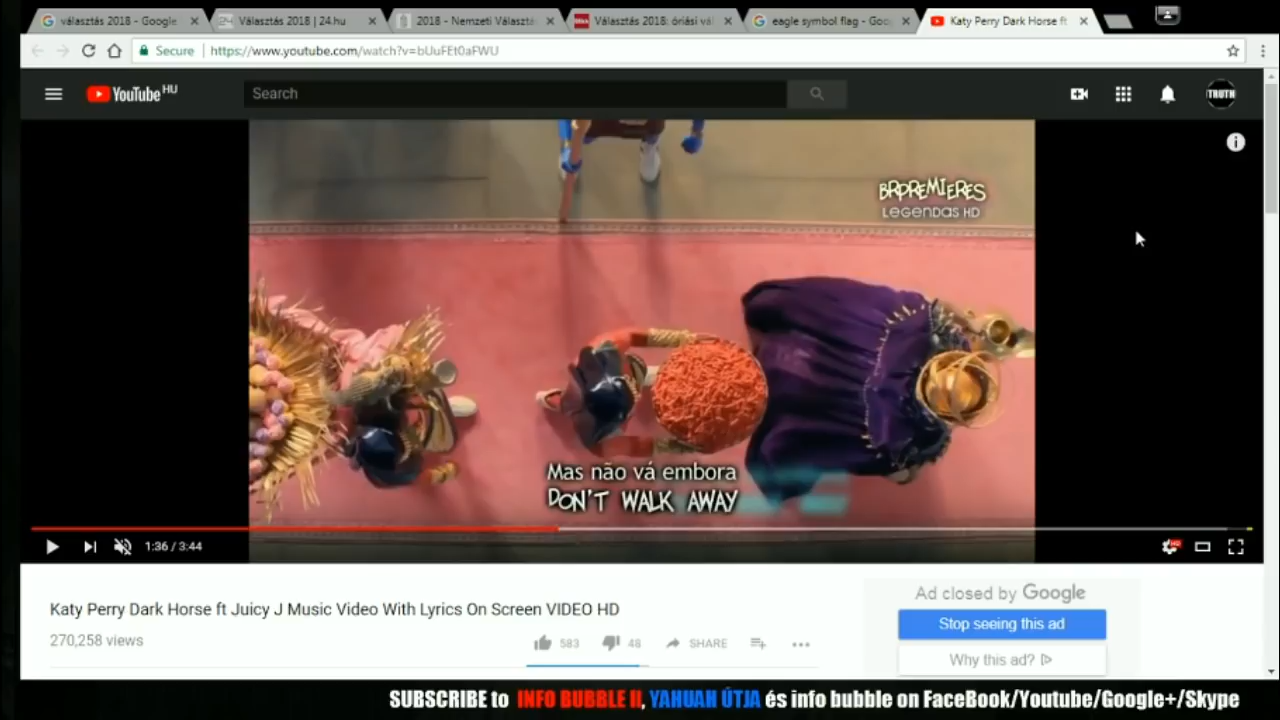 választás 2018 - Google
Választás 2018 | 24.hu
2018 - Nemzeti Választá
Választás 2018: óriási vál
eagle symbol flag - Goo
Katy Perry Dark Horse ft
Secure
https://www.youtube.com/watch?v=bUuFEt0aFWU
YouTube HU
Search
TRUTH
BRPREMIERES
LEGENDAS HD
Mas não vá embora
DON'T WALK AWAY
1:36 / 3:44
HD
Katy Perry Dark Horse ft Juicy J Music Video With Lyrics On Screen VIDEO HD
270,258 views
583
48
SHARE
Ad closed by Google
Stop seeing this ad
Why this ad?
SUBSCRIBE to INFO BUBBLE II, YAHUAH ÚTJA és info bubble on FaceBook/Youtube/Google+/Skype